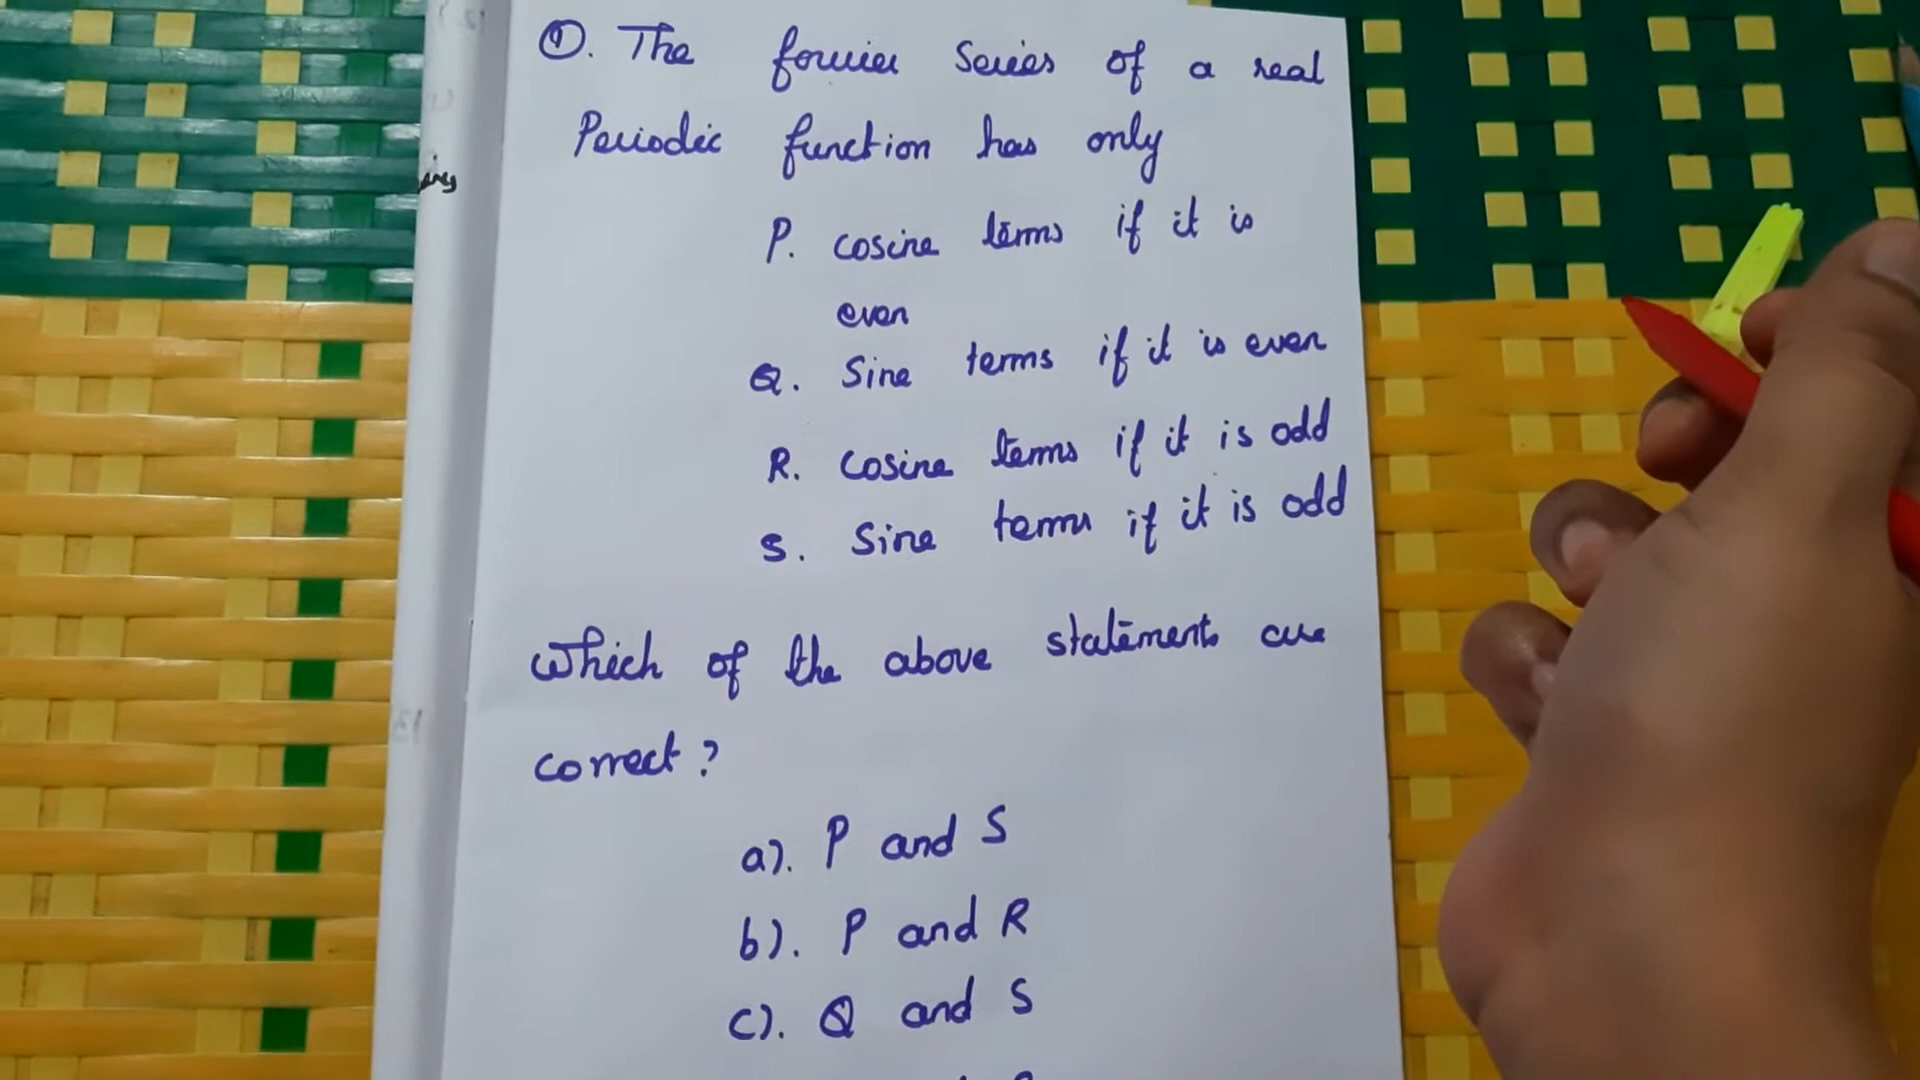 ①. The fourier Series of a real
Periodic function has only
P. cosine terms if it is
even
Q. Sine terms if it is even
R. cosine terms if it is odd
S. Sine terms if it is odd
Which of the above statements are
correct?
a). P and S
b). P and R
c). Q and S